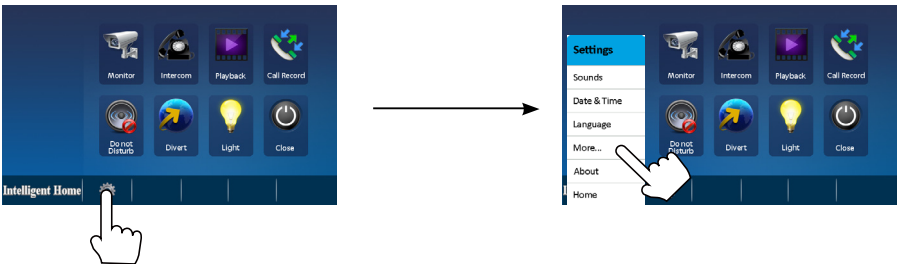 Monitor
Intercom
Playback
Call Record
Do not
Disturb
Divert
Light
Close
Intelligent Home
Settings
Sounds
Date & Time
Language
More...
About
Home
Monitor
Intercom
Playback
Call Record
Do not
Disturb
Divert
Light
Close